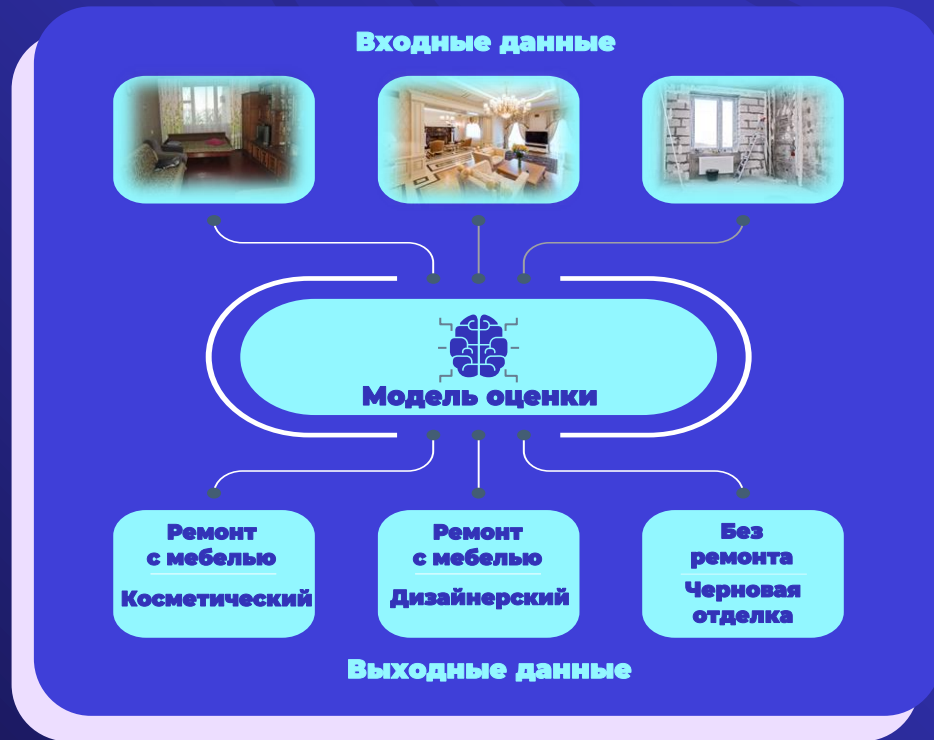 Входные данные
Модель оценки
Ремонт
с мебелью
Косметический
Ремонт
с мебелью
Дизайнерский
Без
ремонта
Черновая
отделка
Выходные данные